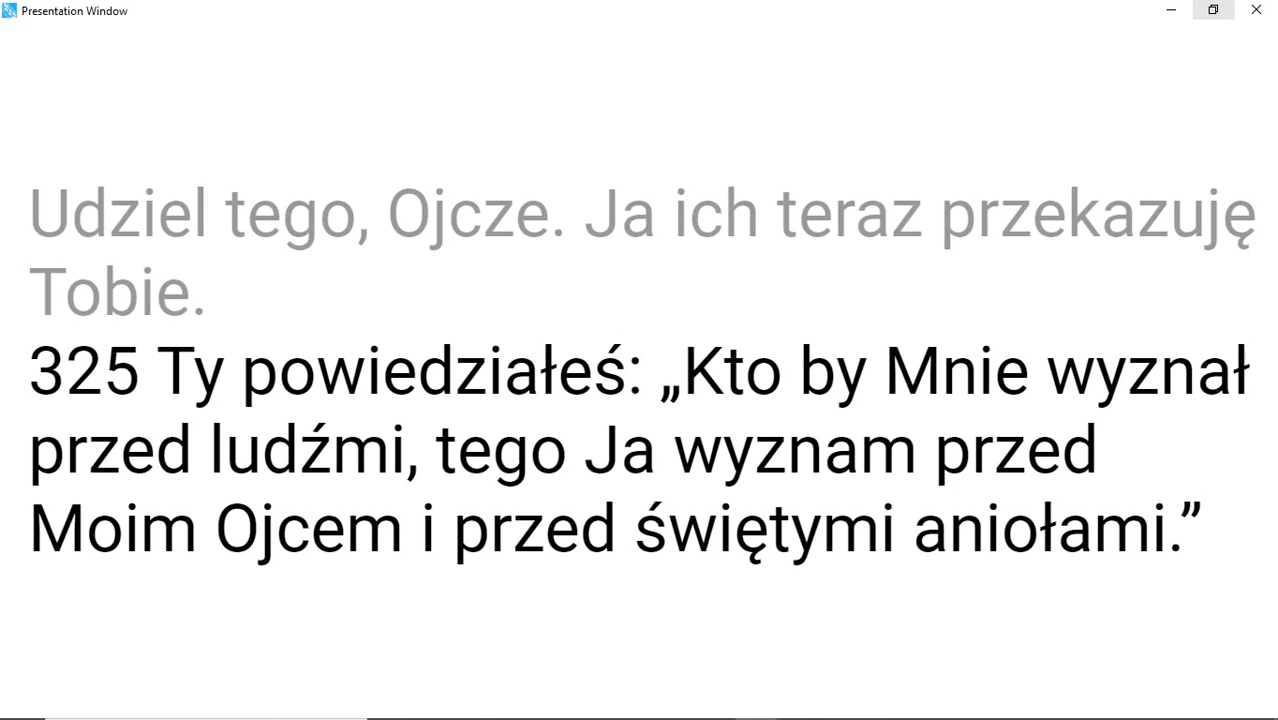 Presentation Window
Udziel tego, Ojcze. Ja ich teraz przekazuję
Tobie.
325 Ty powiedziałeś: „Kto by Mnie wyznał
przed ludźmi, tego Ja wyznam przed
Moim Ojcem i przed świętymi aniołami.”